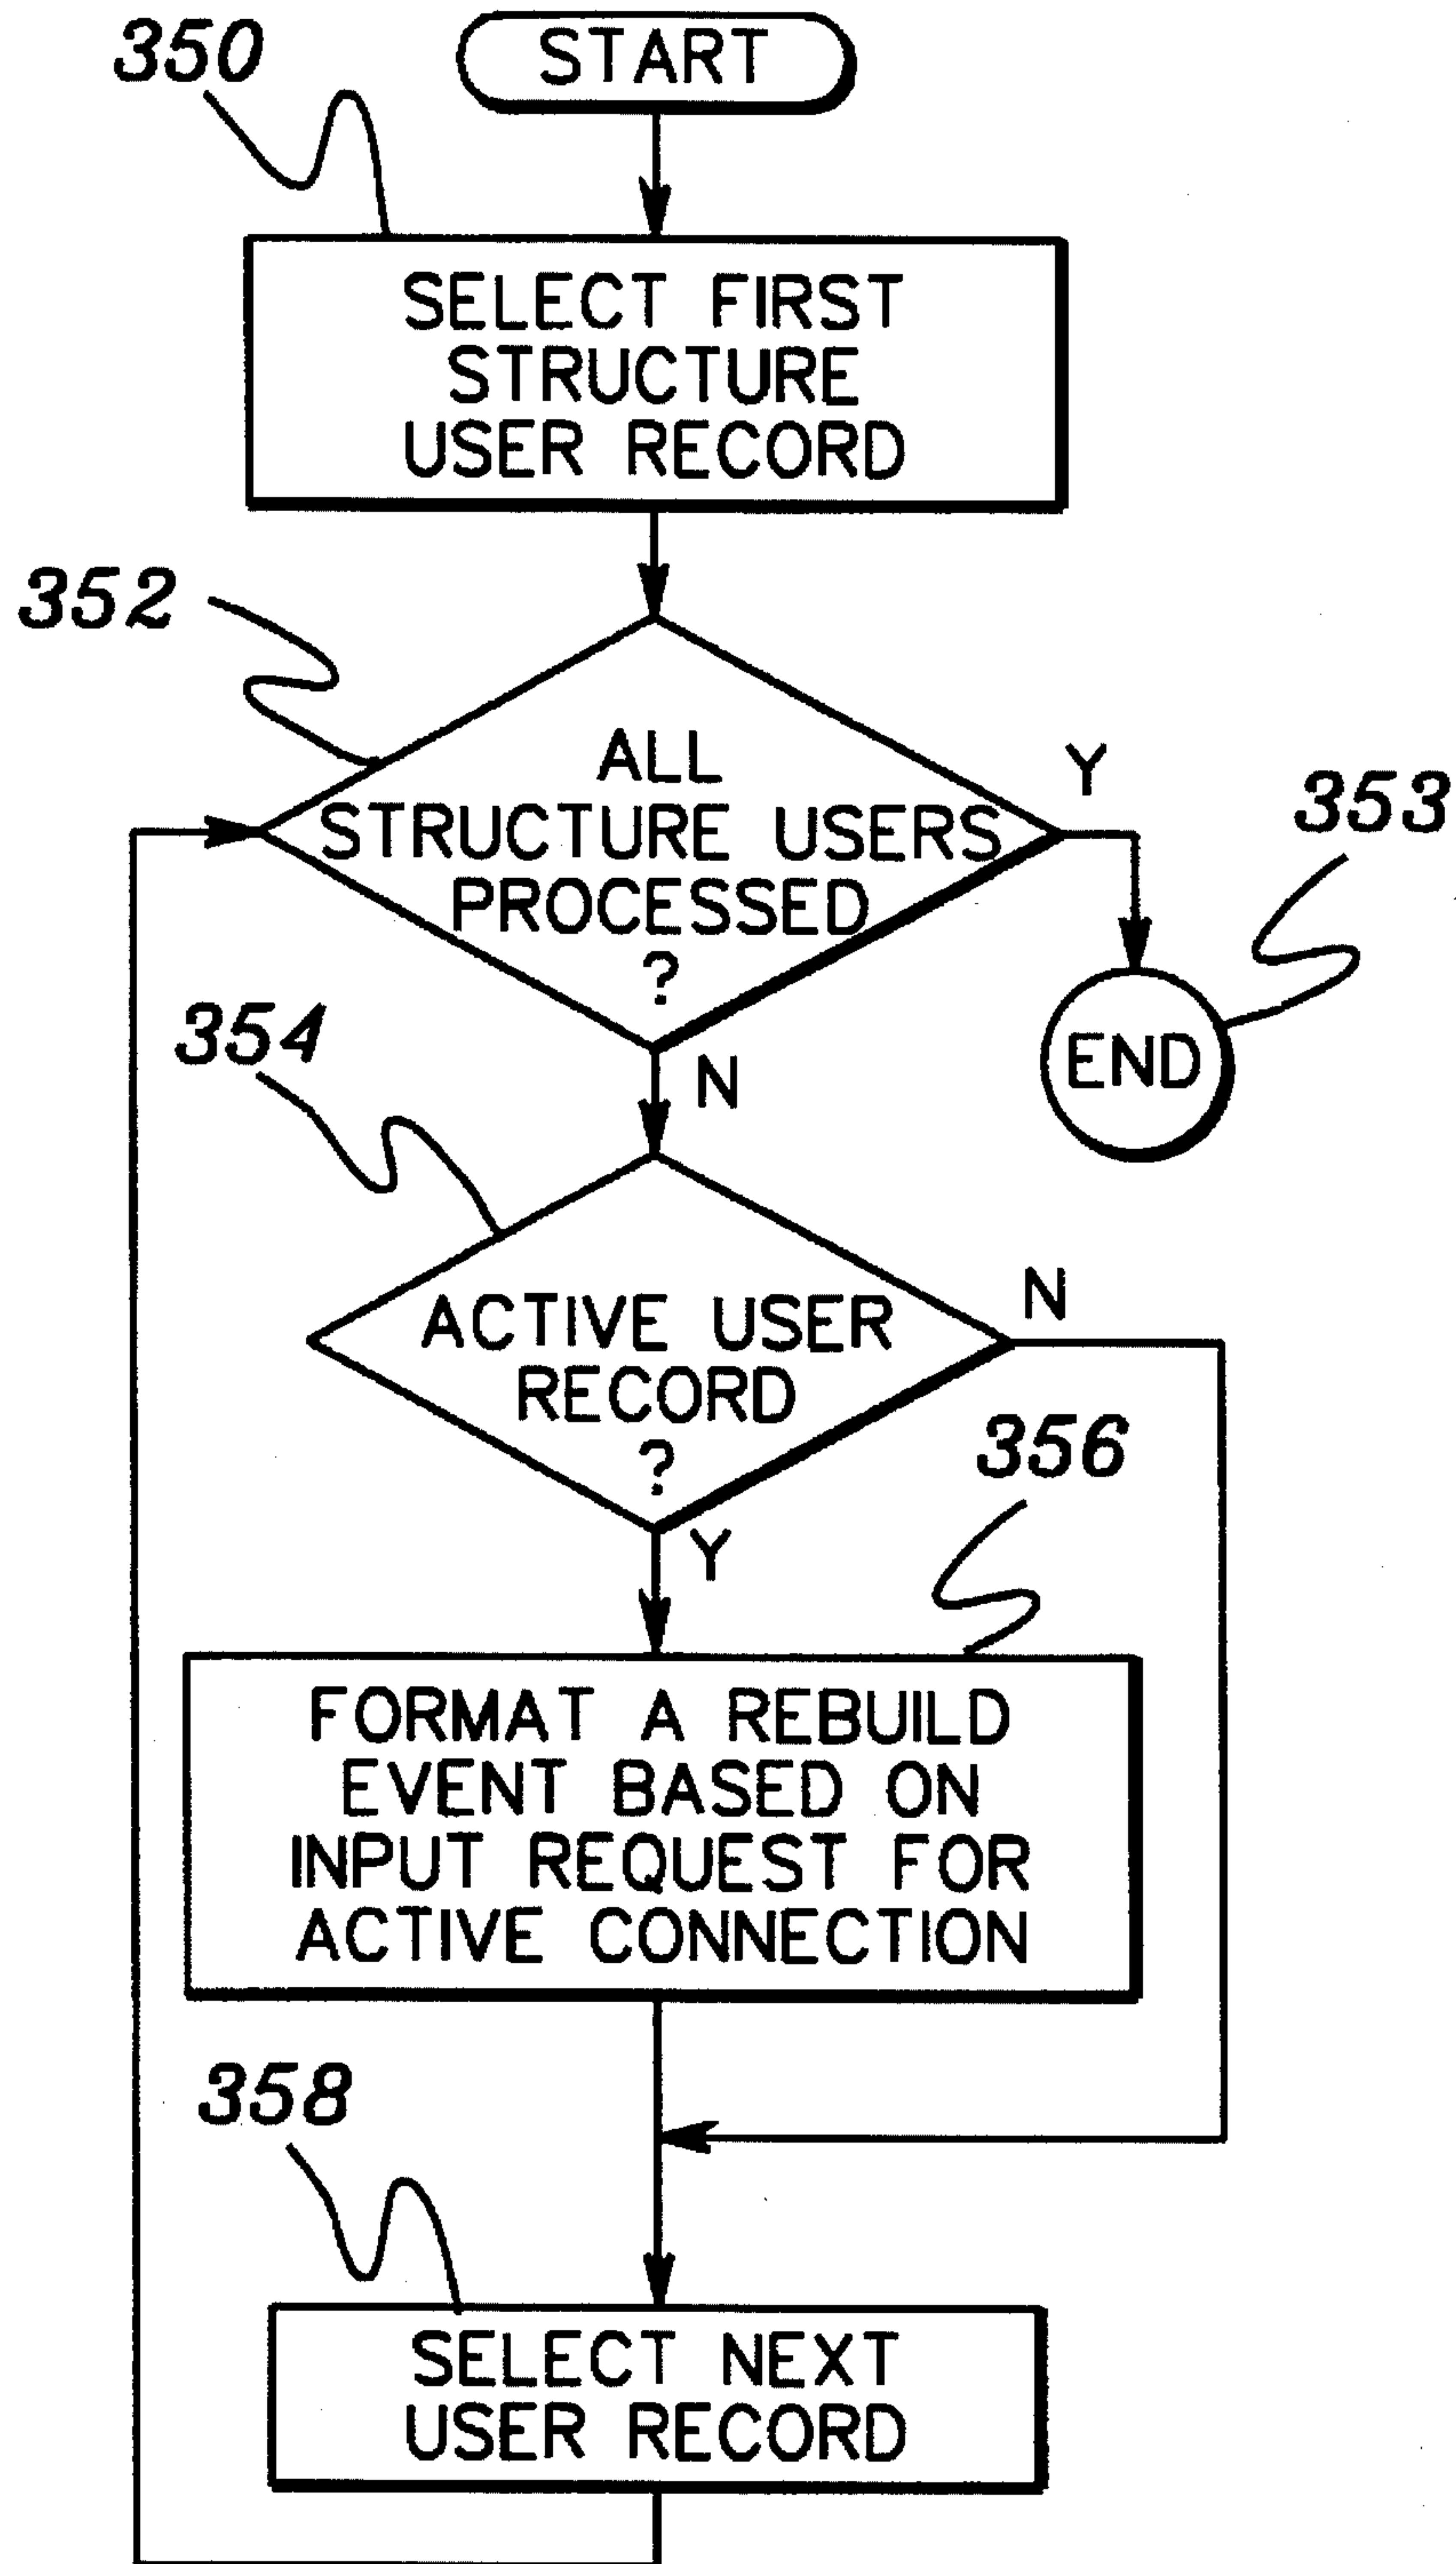 350
START
SELECT FIRST
STRUCTURE
USER RECORD
352
ALL
STRUCTURE USERS
PROCESSED
?
Y
353
END
N
354
ACTIVE USER
RECORD
?
N
Y
356
FORMAT A REBUILD
EVENT BASED ON
INPUT REQUEST FOR
ACTIVE CONNECTION
358
SELECT NEXT
USER RECORD